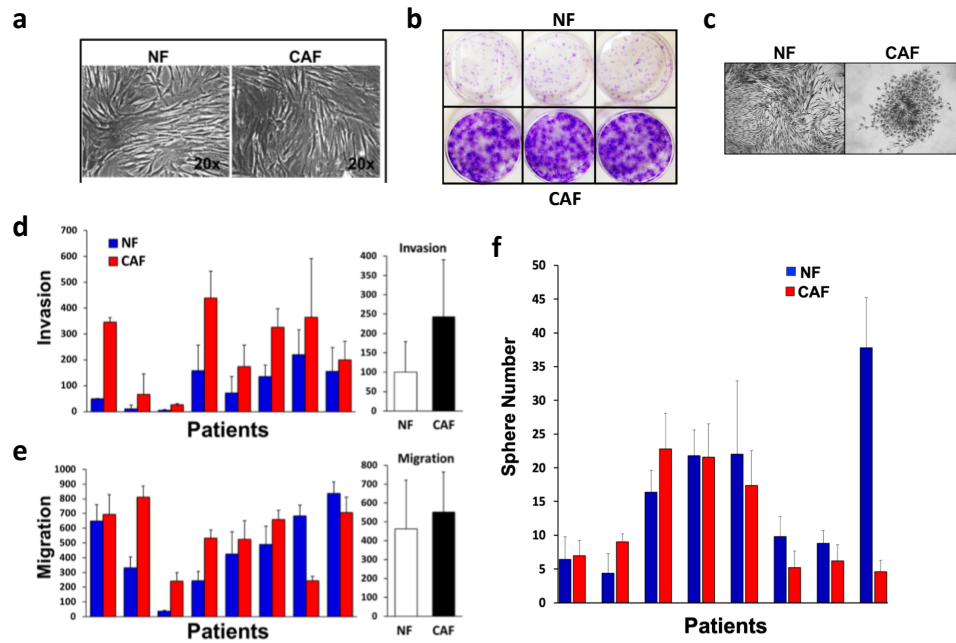 a
NF CAF
20x 20x
b
NF
CAF
c
NF CAF
d
Invasion
700
600
500
400
300
200
100
0
NF
CAF
Patients
Invasion
400
350
300
250
200
150
100
50
0
NF CAF
e
Migration
1000
900
800
700
600
500
400
300
200
100
0
Patients
Migration
800
700
600
500
400
300
200
100
0
NF CAF
f
Sphere Number
50
45
40
35
30
25
20
15
10
5
0
NF
CAF
Patients